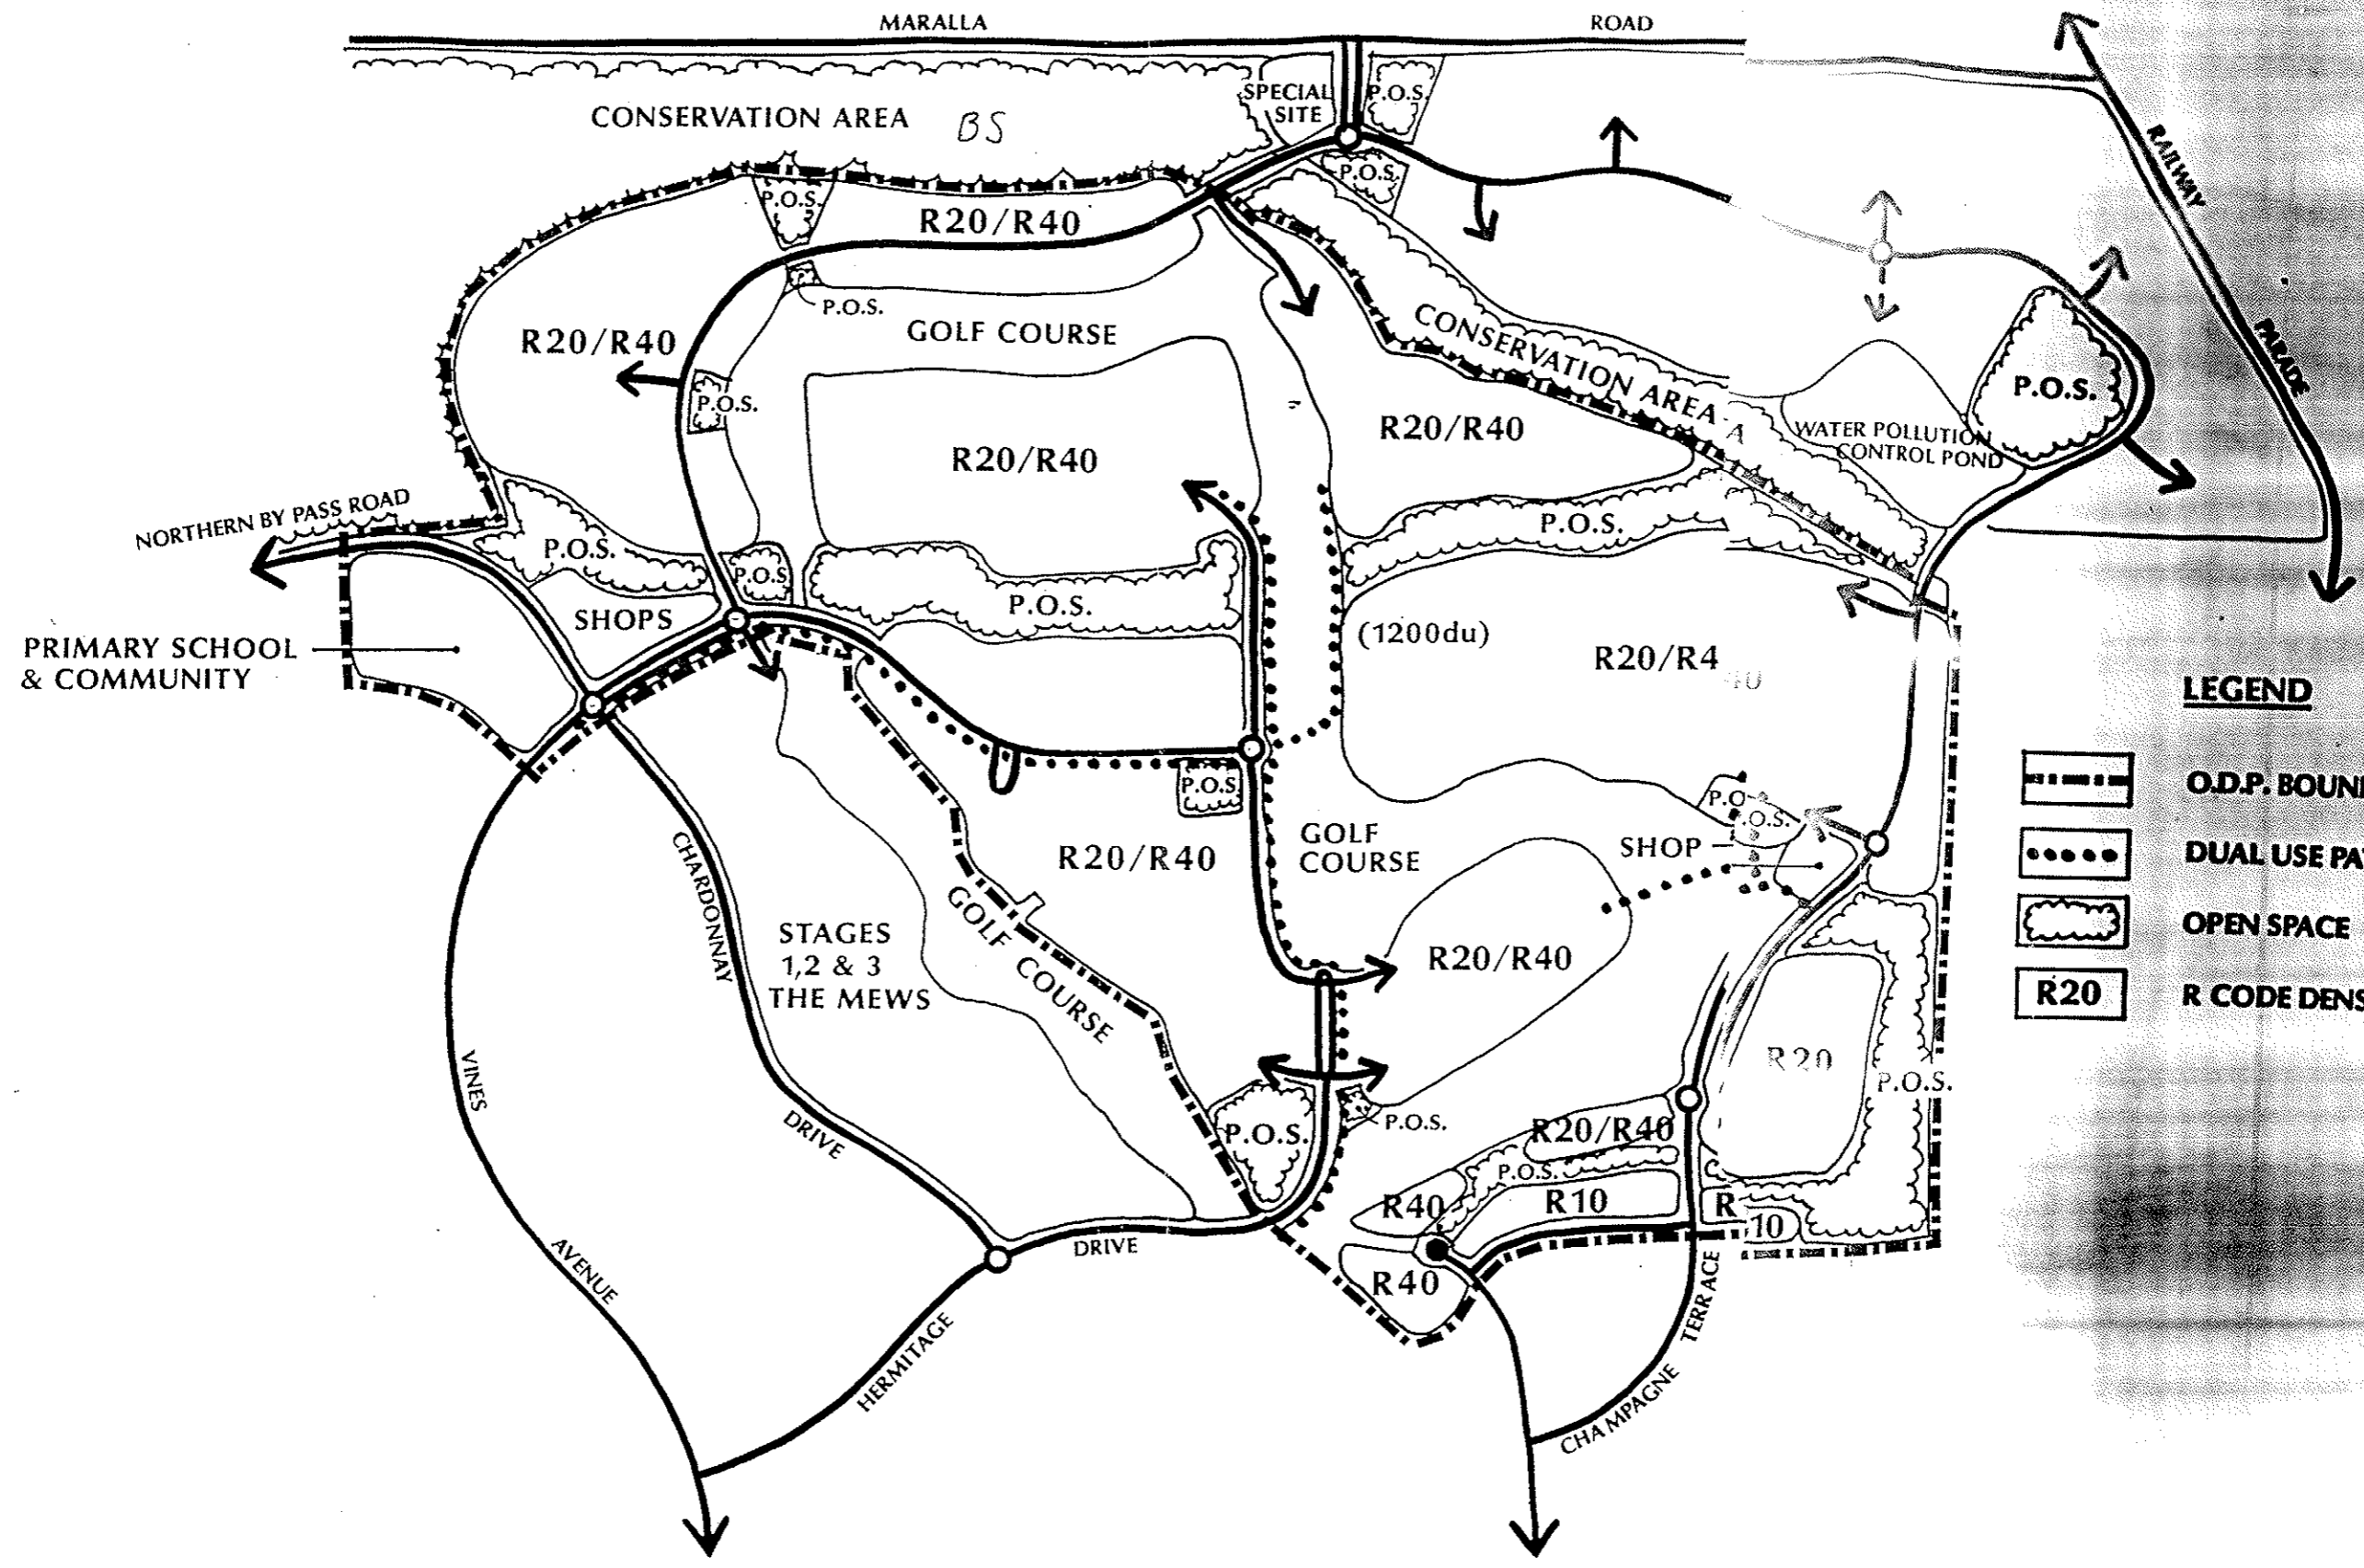 MARALLA ROAD
CONSERVATION AREA BS
SPECIAL
SITE
P.O.S.
P.O.S.
RAILWAY
PARADE
P.O.S.
R20/R40
P.O.S.
R20/R40
GOLF COURSE
CONSERVATION AREA A
P.O.S.
P.O.S.
R20/R40
R20/R40
WATER POLLUTION
CONTROL POND
NORTHERN BY PASS ROAD
P.O.S.
P.O.S.
P.O.S
P.O.S.
SHOPS
PRIMARY SCHOOL
& COMMUNITY
(1200du)
R20/R4
40
P.O.S
P.O
P.O.S.
GOLF
COURSE
SHOP
R20/R40
CHARDONNAY
DRIVE
GOLF COURSE
STAGES
1,2 & 3
THE MEWS
R20/R40
VINES
AVENUE
R20
P.O.S.
P.O.S.
P.O.S.
R20/R40
P.O.S.
R40
R10
R
10
R40
HERMITAGE
DRIVE
CHAMPAGNE
TERRACE
LEGEND
O.D.P. BOUN
DUAL USE PA
OPEN SPACE
R20
R CODE DENS